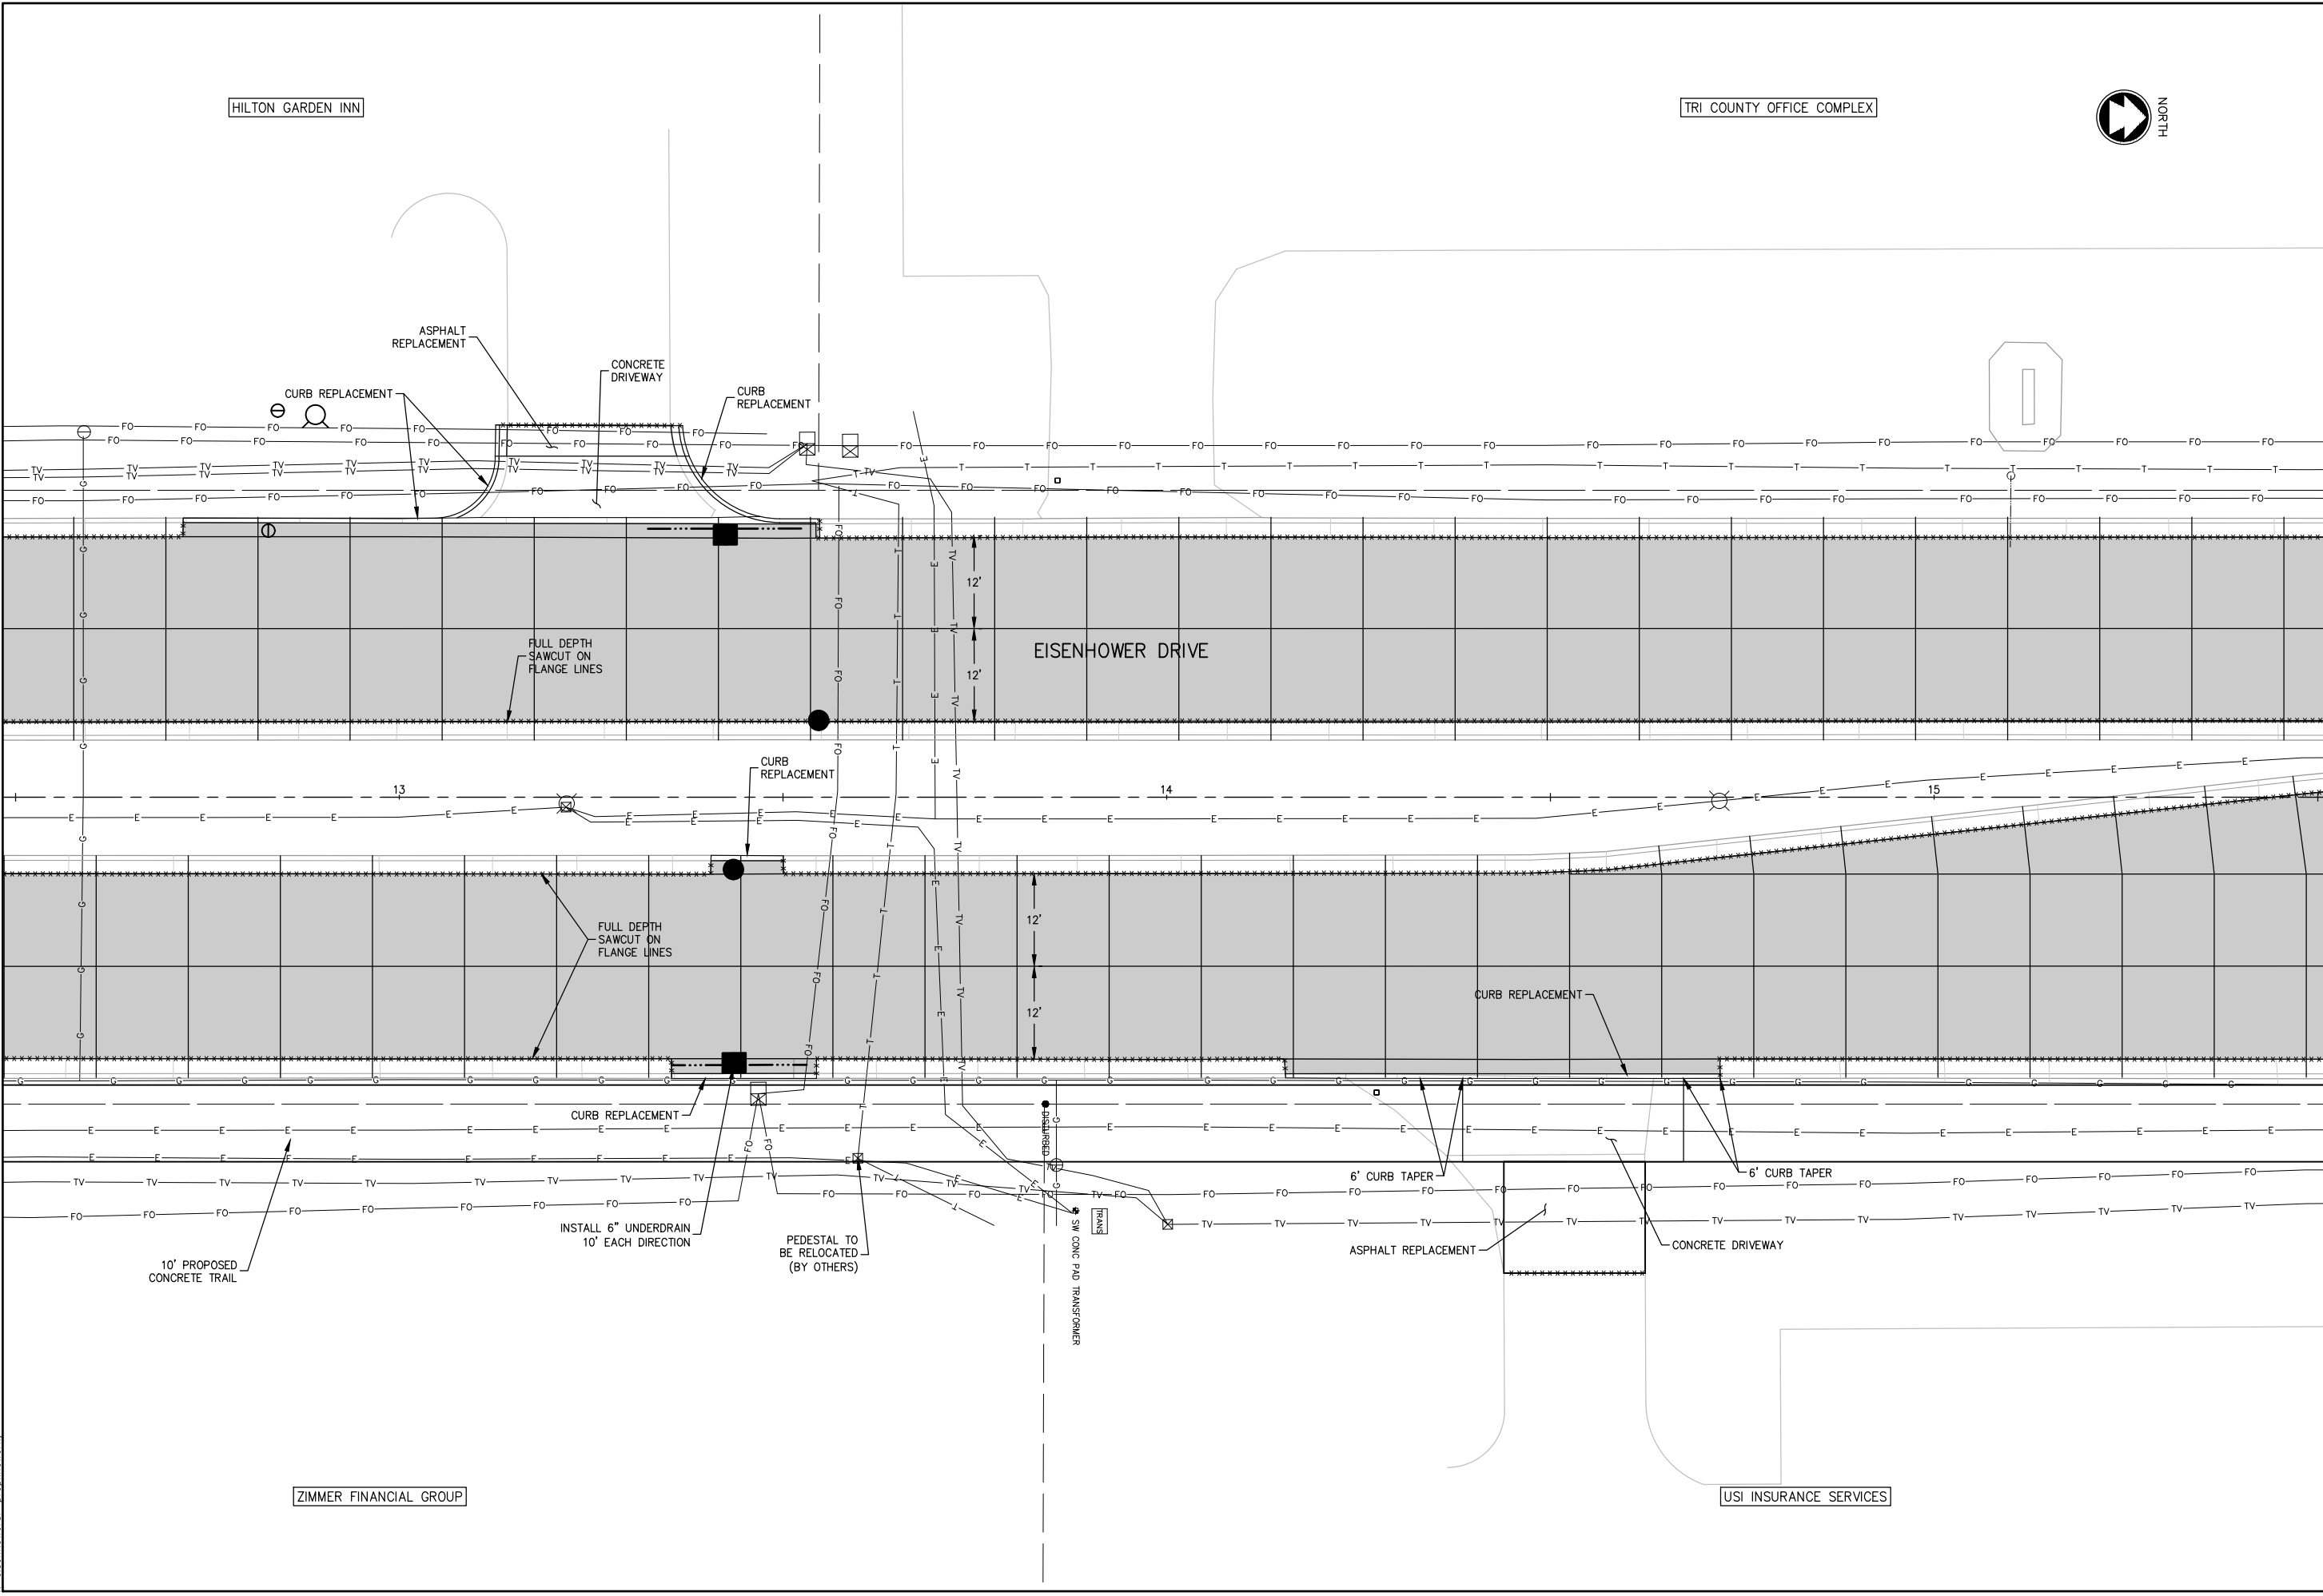 HILTON GARDEN INN
TRI COUNTY OFFICE COMPLEX
NORTH
ASPHALT
REPLACEMENT
CONCRETE
DRIVEWAY
CURB REPLACEMENT
CURB
REPLACEMENT
12'
12'
FULL DEPTH
SAWCUT ON
FLANGE LINES
EISENHOWER DRIVE
CURB
REPLACEMENT
13
14
15
FULL DEPTH
SAWCUT ON
FLANGE LINES
12'
12'
CURB REPLACEMENT
CURB REPLACEMENT
DISTURBED
6' CURB TAPER
6' CURB TAPER
INSTALL 6" UNDERDRAIN
10' EACH DIRECTION
PEDESTAL TO
BE RELOCATED
(BY OTHERS)
TRANS
SW CONC PAD TRANSFORMER
ASPHALT REPLACEMENT
CONCRETE DRIVEWAY
10' PROPOSED
CONCRETE TRAIL
ZIMMER FINANCIAL GROUP
USI INSURANCE SERVICES